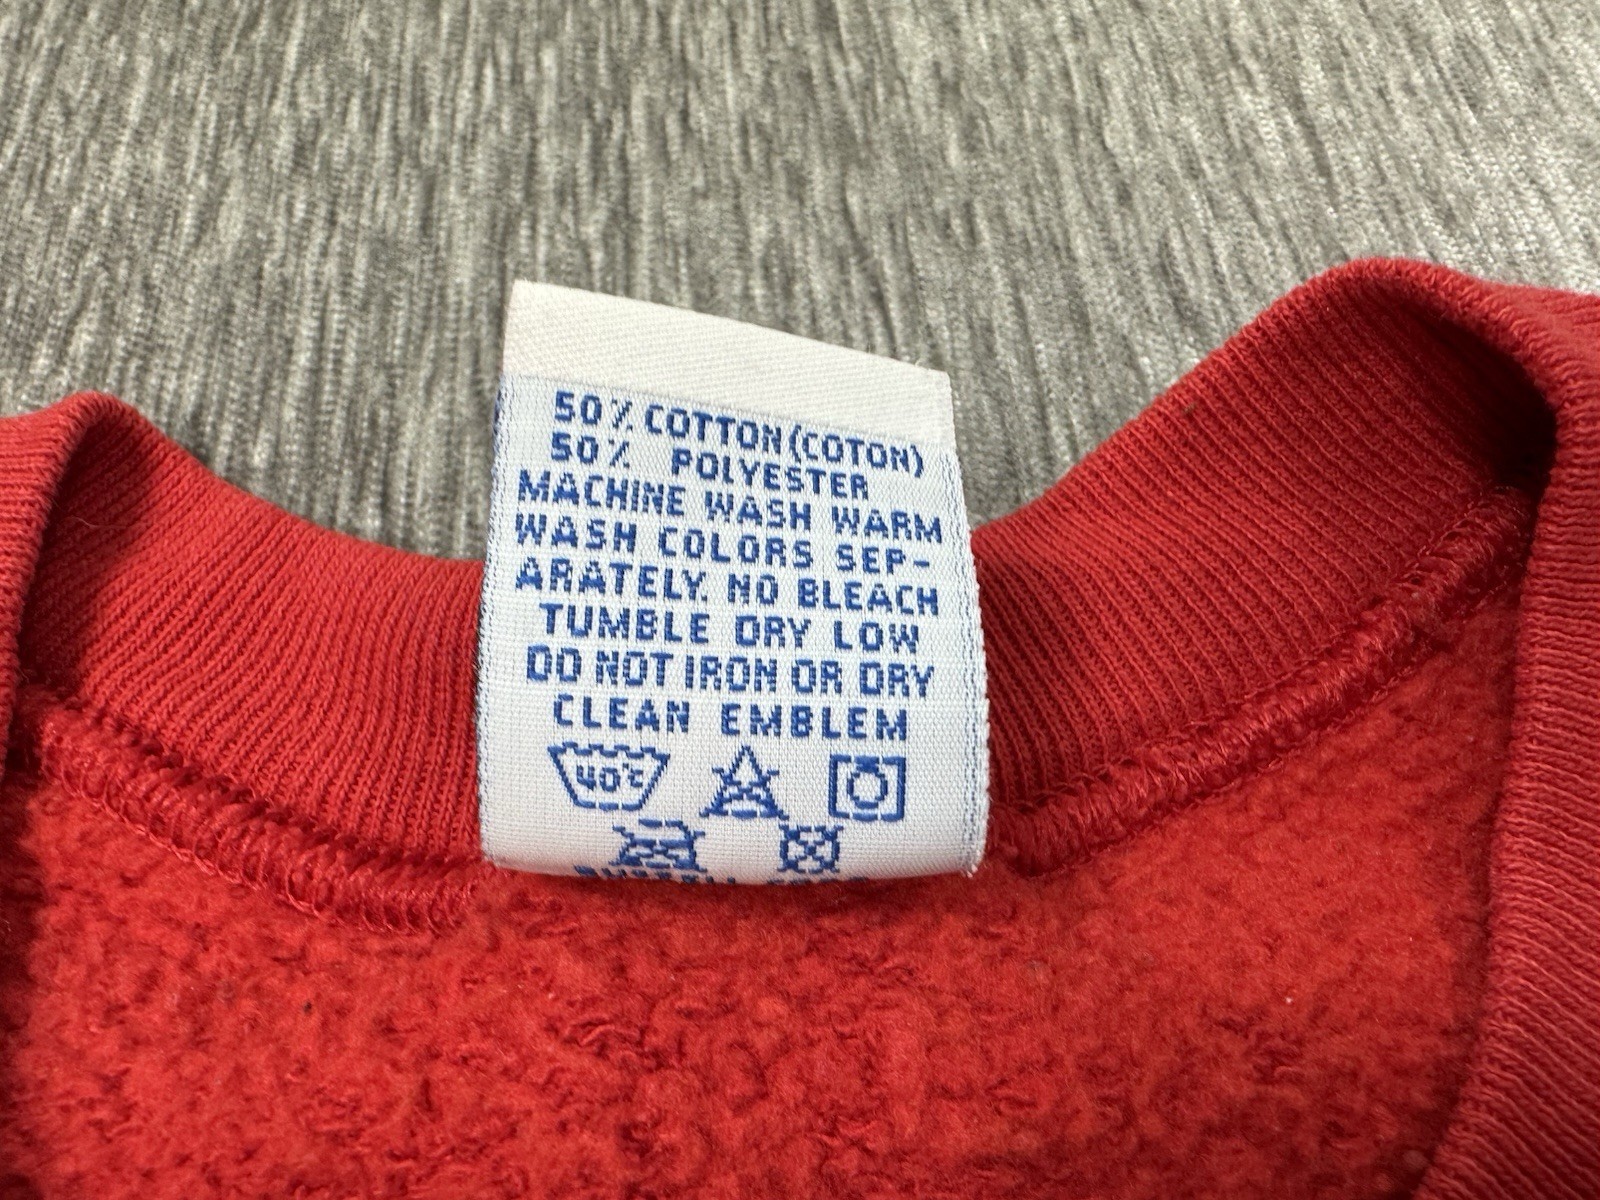 50% COTTON (COTON)
50% POLYESTER
MACHINE WASH WARM
WASH COLORS SEP-
ARATELY. NO BLEACH
TUMBLE DRY LOW
DO NOT IRON OR DRY
CLEAN EMBLEM
40°C